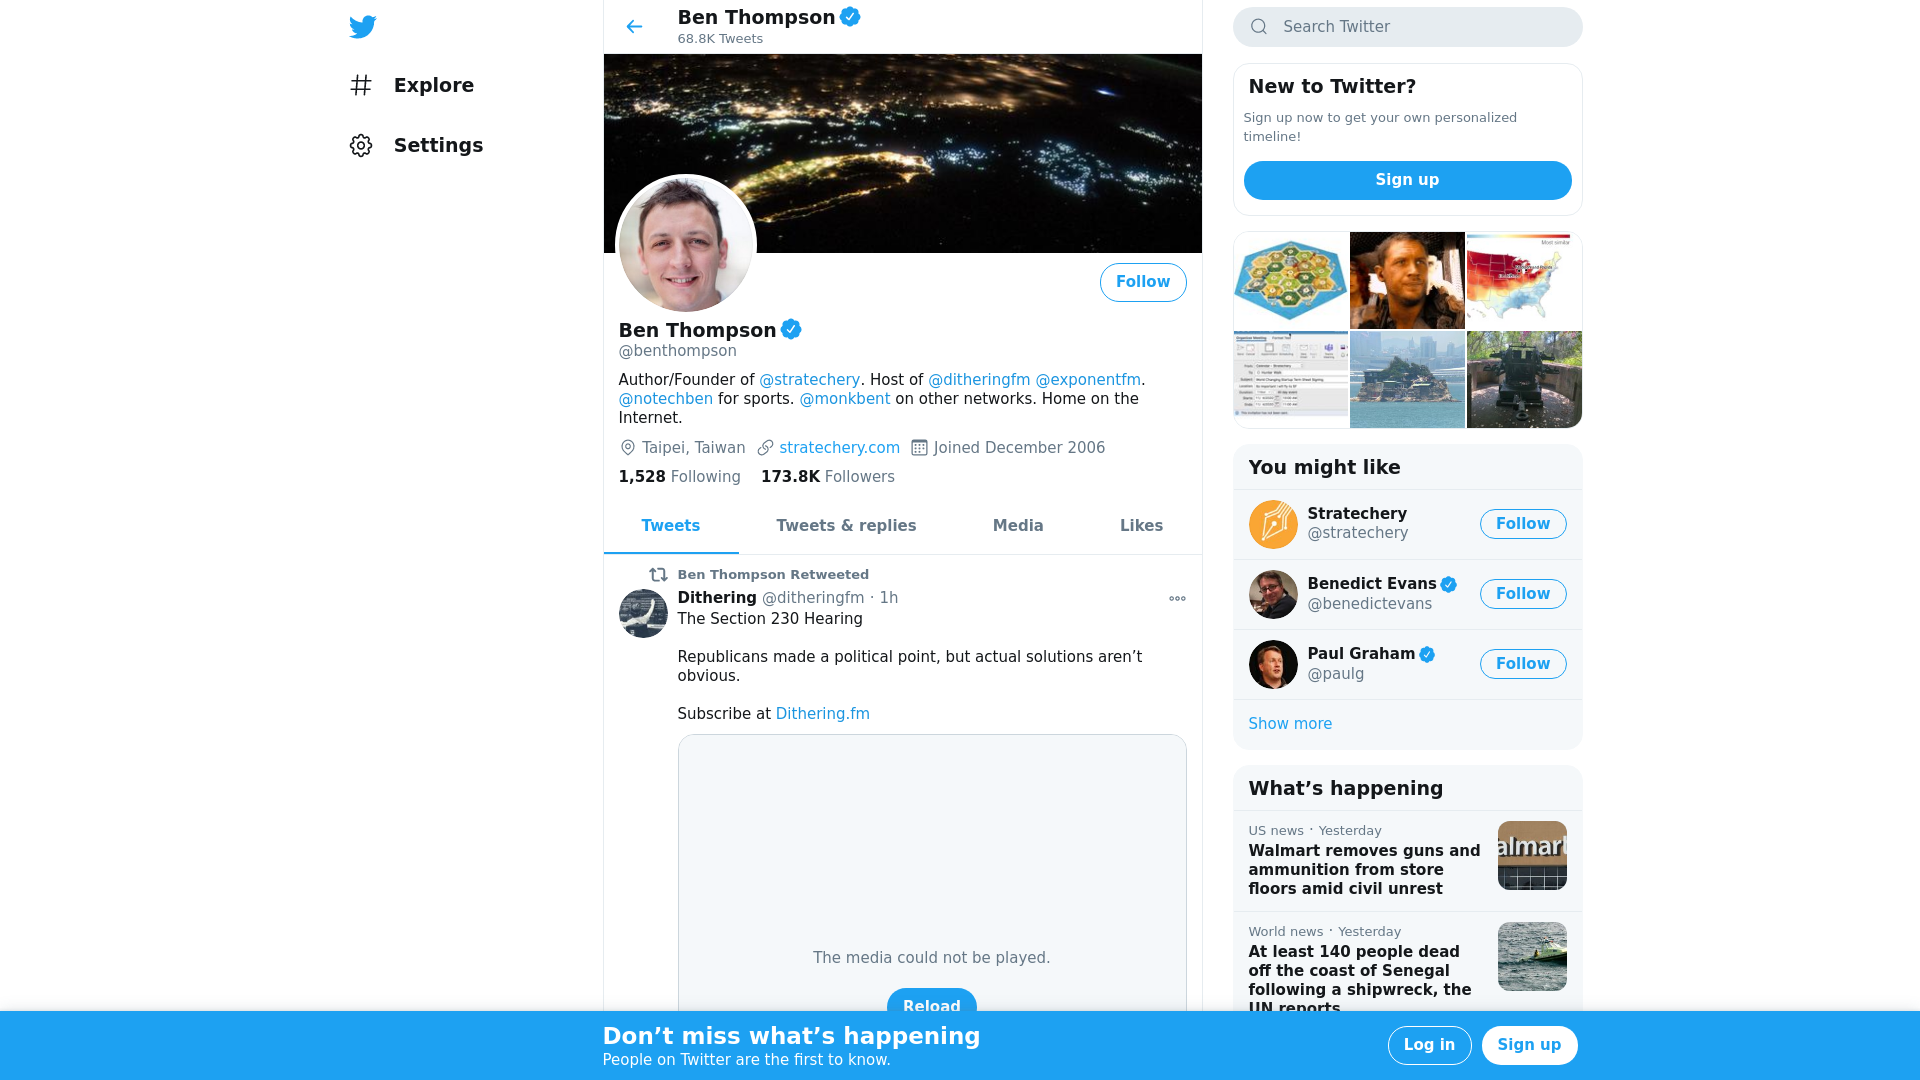 Explore
Settings
Ben Thompson
68.8K Tweets
Follow
Ben Thompson
@benthompson
Author/Founder of @stratechery. Host of @ditheringfm @exponentfm.
@notechben for sports. @monkbent on other networks. Home on the
Internet.
Taipei, Taiwan stratechery.com Joined December 2006
1,528 Following 173.8K Followers
Tweets Tweets & replies Media Likes
Ben Thompson Retweeted
Dithering @ditheringfm · 1h
The Section 230 Hearing
Republicans made a political point, but actual solutions aren’t
obvious.
Subscribe at Dithering.fm
The media could not be played.
Reload
Search Twitter
New to Twitter?
Sign up now to get your own personalized
timeline!
Sign up
Most similar
You might like
Stratechery
@stratechery
Follow
Benedict Evans
@benedictevans
Follow
Paul Graham
@paulg
Follow
Show more
What’s happening
US news · Yesterday
Walmart removes guns and
ammunition from store
floors amid civil unrest
almart
World news · Yesterday
At least 140 people dead
off the coast of Senegal
following a shipwreck, the
UN reports
Don’t miss what’s happening
People on Twitter are the first to know.
Log in
Sign up